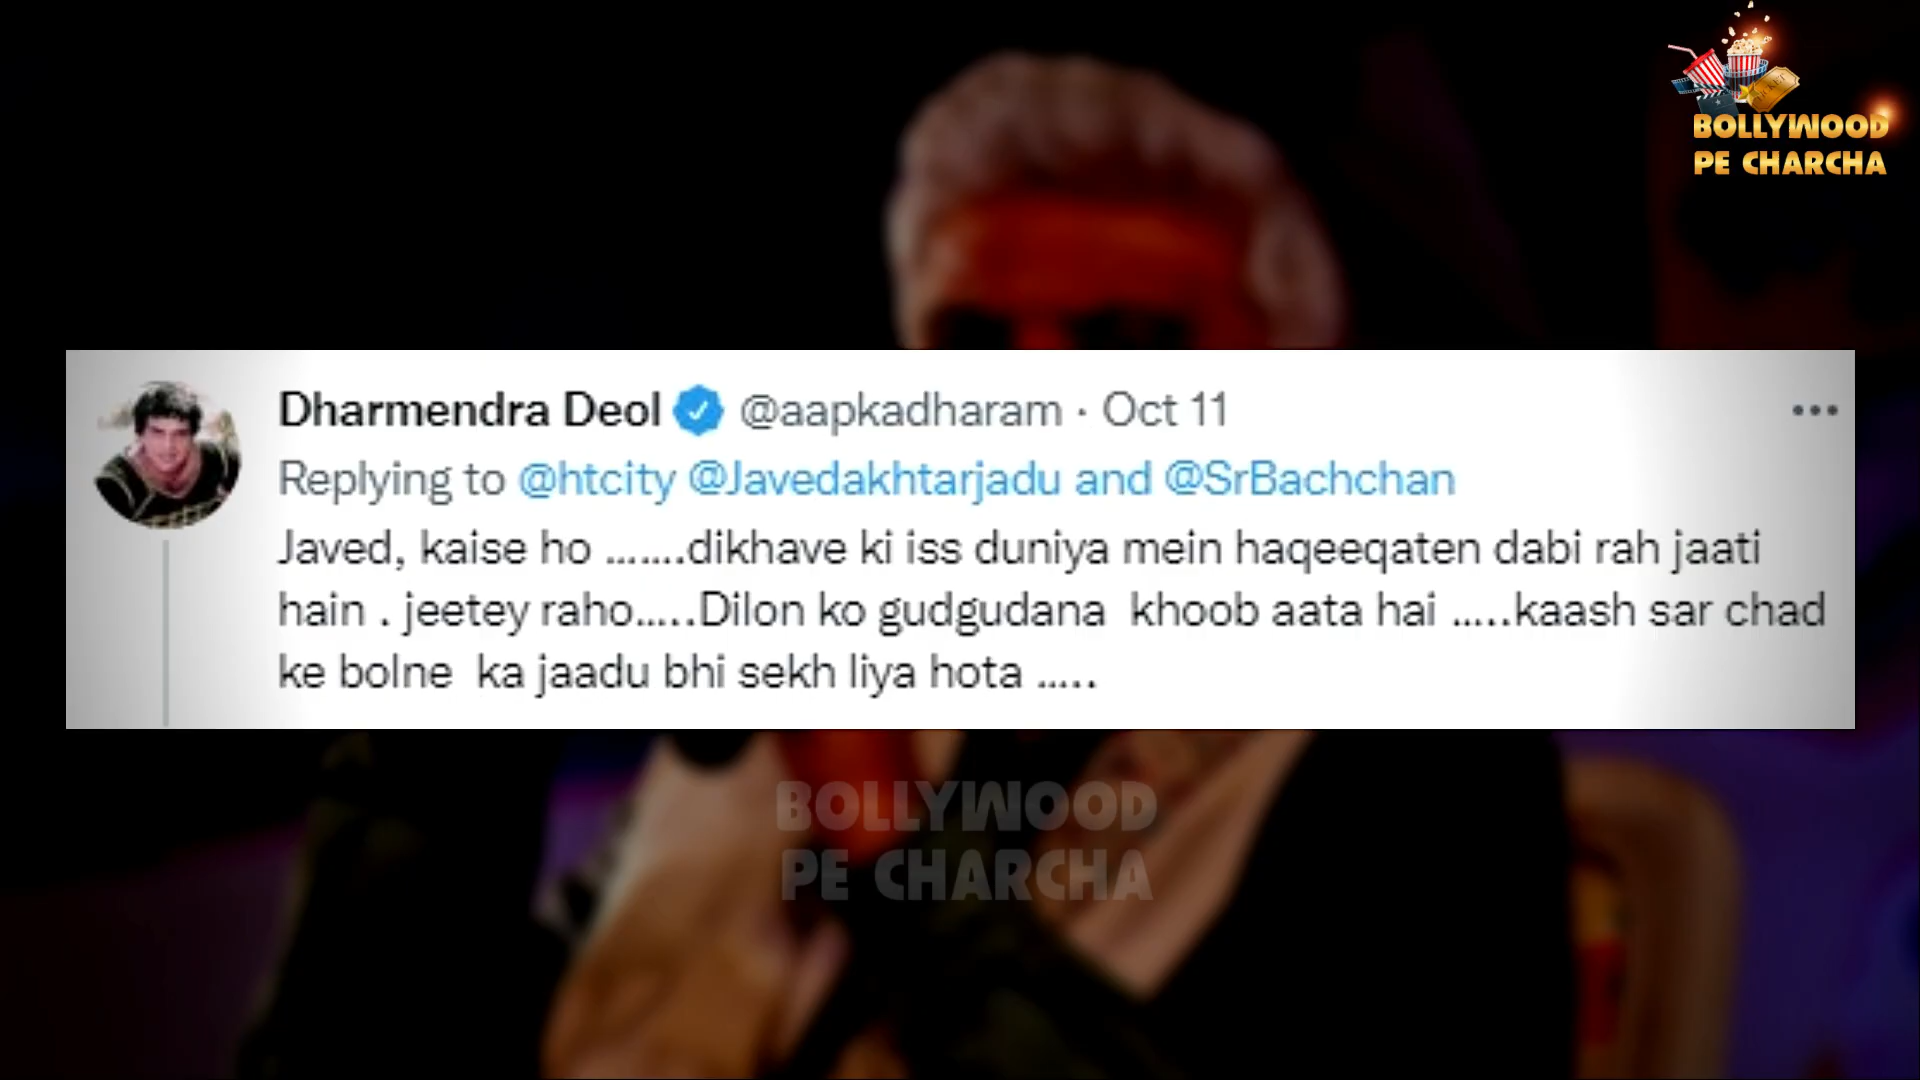 BOLLYWOOD
PE CHARCHA
Dharmendra Deol @aapkadharam · Oct 11
Replying to @htcity @Javedakhtarjadu and @SrBachchan
Javed, kaise ho .......dikhave ki iss duniya mein haqeeqaten dabi rah jaati
hain . jeetey raho.....Dilon ko gudgudana  khoob aata hai .....kaash sar chad
ke bolne  ka jaadu bhi sekh liya hota .....
BOLLYWOOD
PE CHARCHA